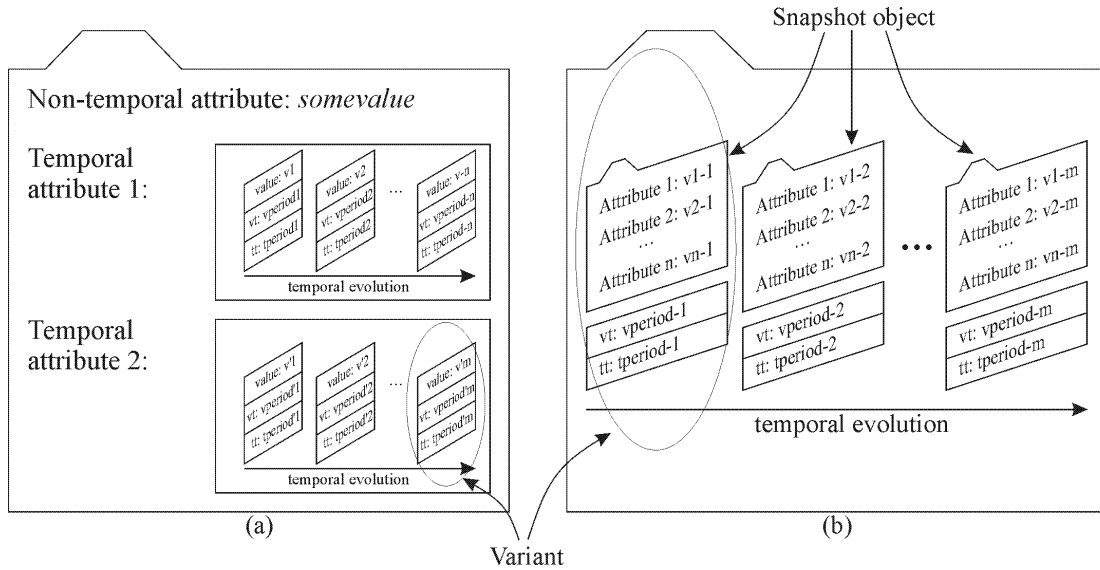 Snapshot object
Non-temporal attribute: somevalue
Temporal
attribute 1:
value: v1
vt: vperiod1
tt: tperiod1
value: v2
vt: vperiod2
tt: tperiod2
...
value: v-n
vt: vperiod-n
tt: tperiod-n
temporal evolution
Temporal
attribute 2:
value: v'1
vt: vperiod'1
tt: tperiod'1
value: v'2
vt: vperiod'2
tt: tperiod'2
...
value: v'm
vt: vperiod'm
tt: tperiod'm
temporal evolution
(a)
Attribute 1: v1-1
Attribute 2: v2-1
...
Attribute n: vn-1
vt: vperiod-1
tt: tperiod-1
Attribute 1: v1-2
Attribute 2: v2-2
...
Attribute n: vn-2
vt: vperiod-2
tt: tperiod-2
...
Attribute 1: v1-m
Attribute 2: v2-m
...
Attribute n: vn-m
vt: vperiod-m
tt: tperiod-m
temporal evolution
(b)
Variant